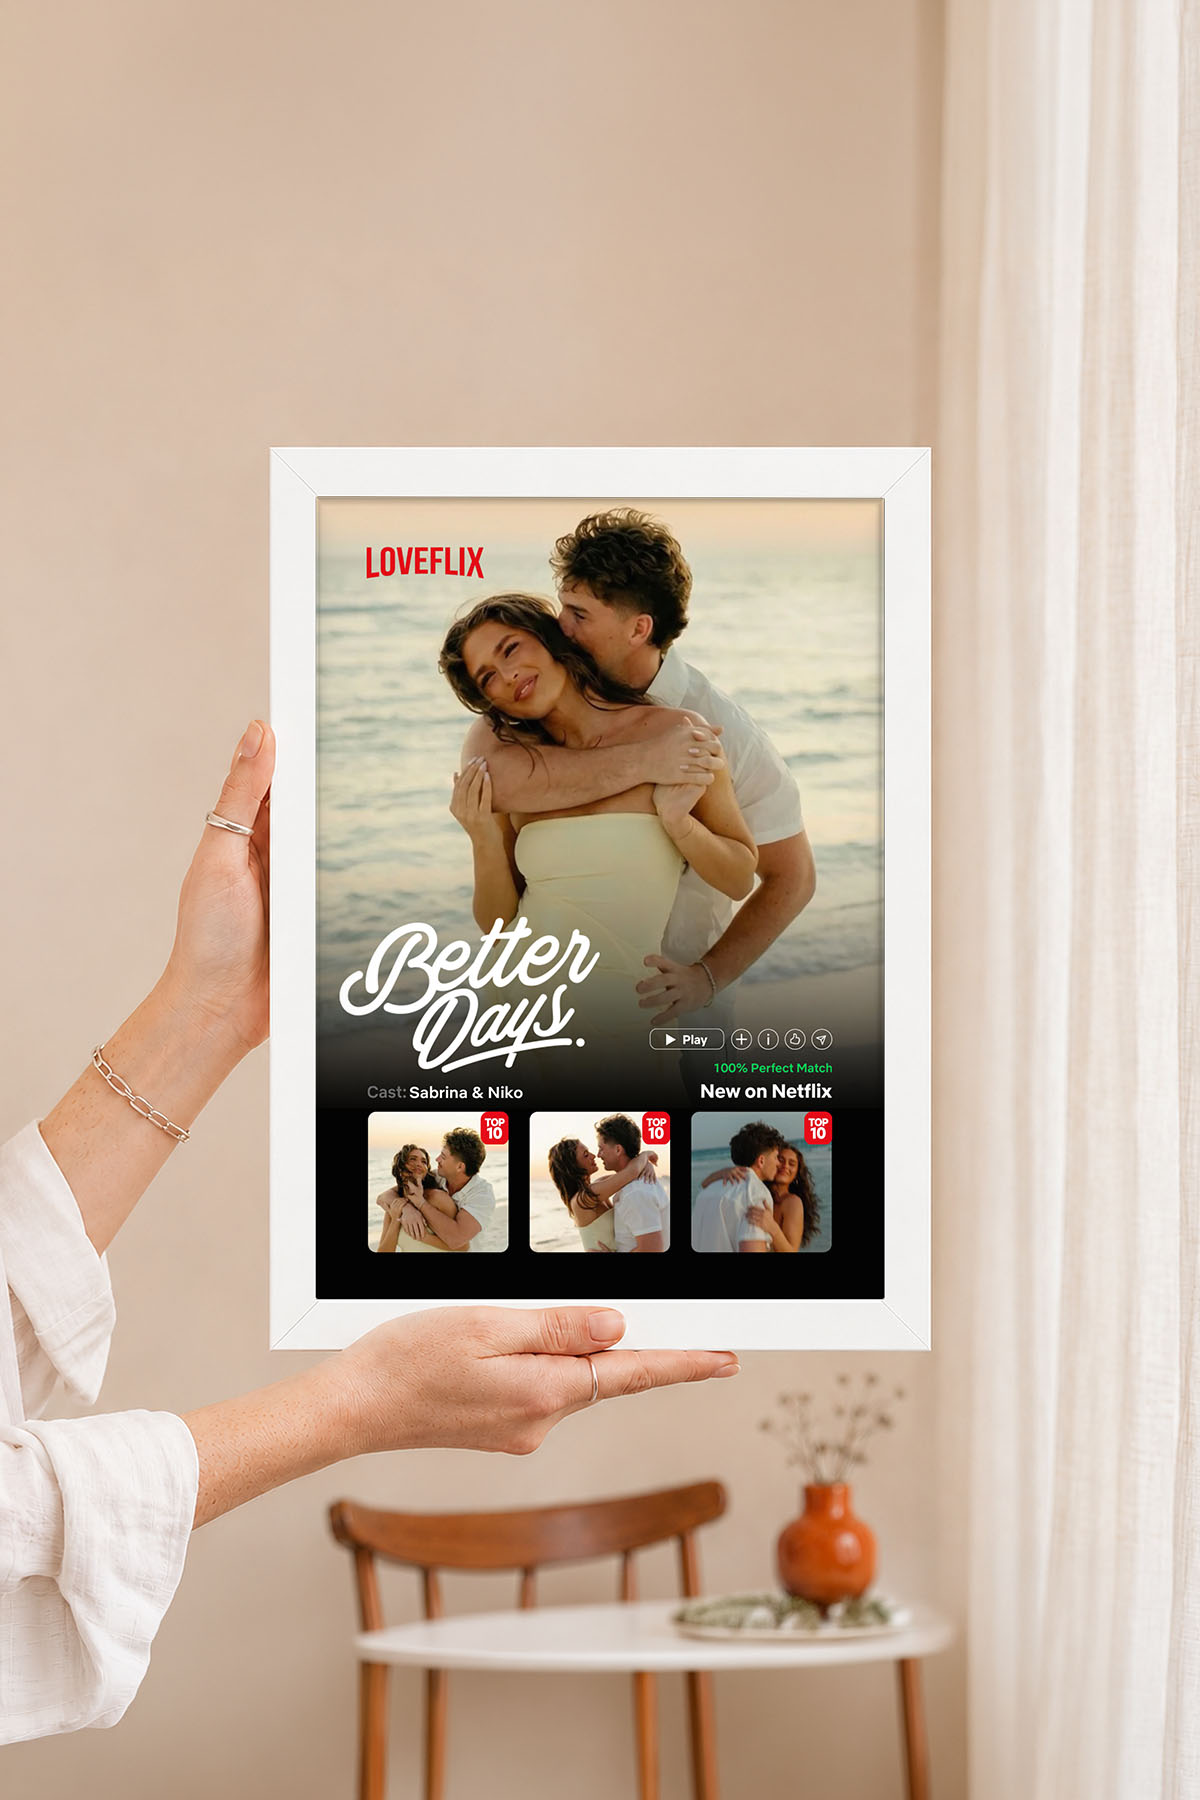 LOVEFLIX
Better
Days.
Play
100% Perfect Match
Cast: Sabrina & Niko
New on Netflix
TOP
10
TOP
10
TOP
10